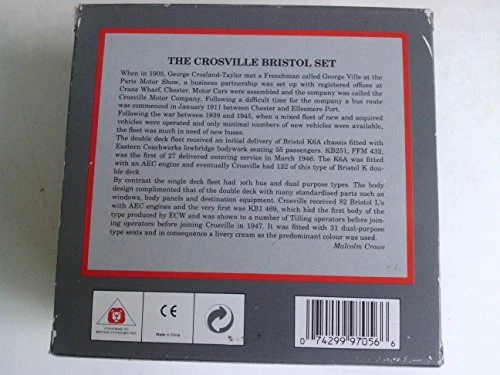 THE CROSVILLE BRISTOL SET
When in 1905, George Crosland-Taylor met a Frenchman called George Ville at the
Paris Motor Show, a business partnership was set up with registered offices at
Crane Wharf, Chester. Motor Cars were assembled and the company was called the
Crosville Motor Company. Following a difficult time for the company a bus route
was commenced in January 1911 between Chester and Ellesmere Port.
Following the war between 1939 and 1945, when a mixed fleet of new and acquired
vehicles were operated and only minimal numbers of new vehicles were available,
the fleet was much in need of new buses.
The double deck fleet received an initial delivery of Bristol K6A chassis fitted with
Eastern Coachworks lowbridge bodywork seating 55 passengers. KB251, FFM 432,
was the first of 27 delivered entering service in March 1946. The K6A was fitted
with an AEC engine and eventually Crosville had 132 of this type of Bristol K dou-
ble deck.
By contrast the single deck fleet had both bus and dual purpose types. The body
design complimented that of the double deck with many standardised parts such as
windows, body panels and destination equipment. Crosville received 82 Bristol L's
with AEC engines and the very first was KB1 469, which had the first body of the
type produced by ECW and was shown to a number of Tilling operators before join-
ing operators before joining Crosville in 1947. It was fitted with 31 dual-purpose
type seats and in consequence a livery cream as the predominant colour was used.
Malcolm Crowe
CE
Made in China
0 74299 97056 6